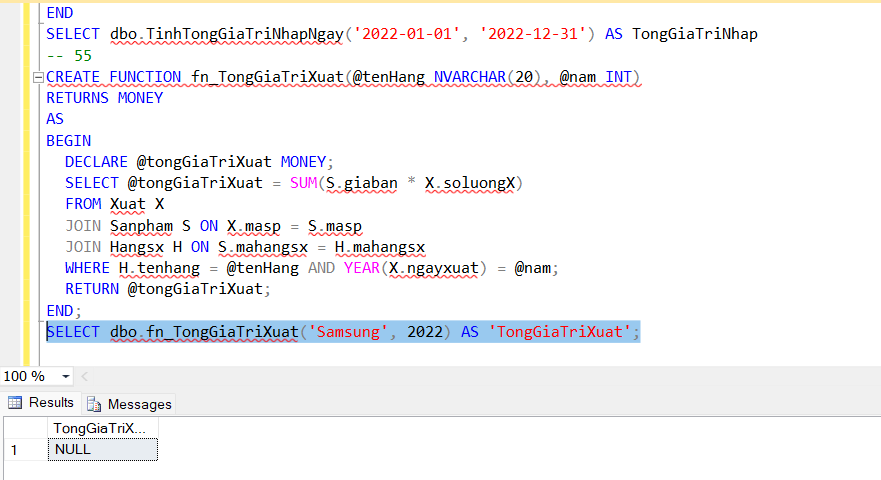 END
SELECT dbo.TinhTongGiaTriNhapNgay('2022-01-01', '2022-12-31') AS TongGiaTriNhap
-- 55
CREATE FUNCTION fn_TongGiaTriXuat(@tenHang NVARCHAR(20), @nam INT)
RETURNS MONEY
AS
BEGIN
DECLARE @tongGiaTriXuat MONEY;
SELECT @tongGiaTriXuat = SUM(S.giaban * X.soluongX)
FROM Xuat X
JOIN Sanpham S ON X.masp = S.masp
JOIN Hangsx H ON S.mahangsx = H.mahangsx
WHERE H.tenhang = @tenHang AND YEAR(X.ngayxuat) = @nam;
RETURN @tongGiaTriXuat;
END;
SELECT dbo.fn_TongGiaTriXuat('Samsung', 2022) AS 'TongGiaTriXuat';
100 %
Results Messages
TongGiaTriX...
1 NULL